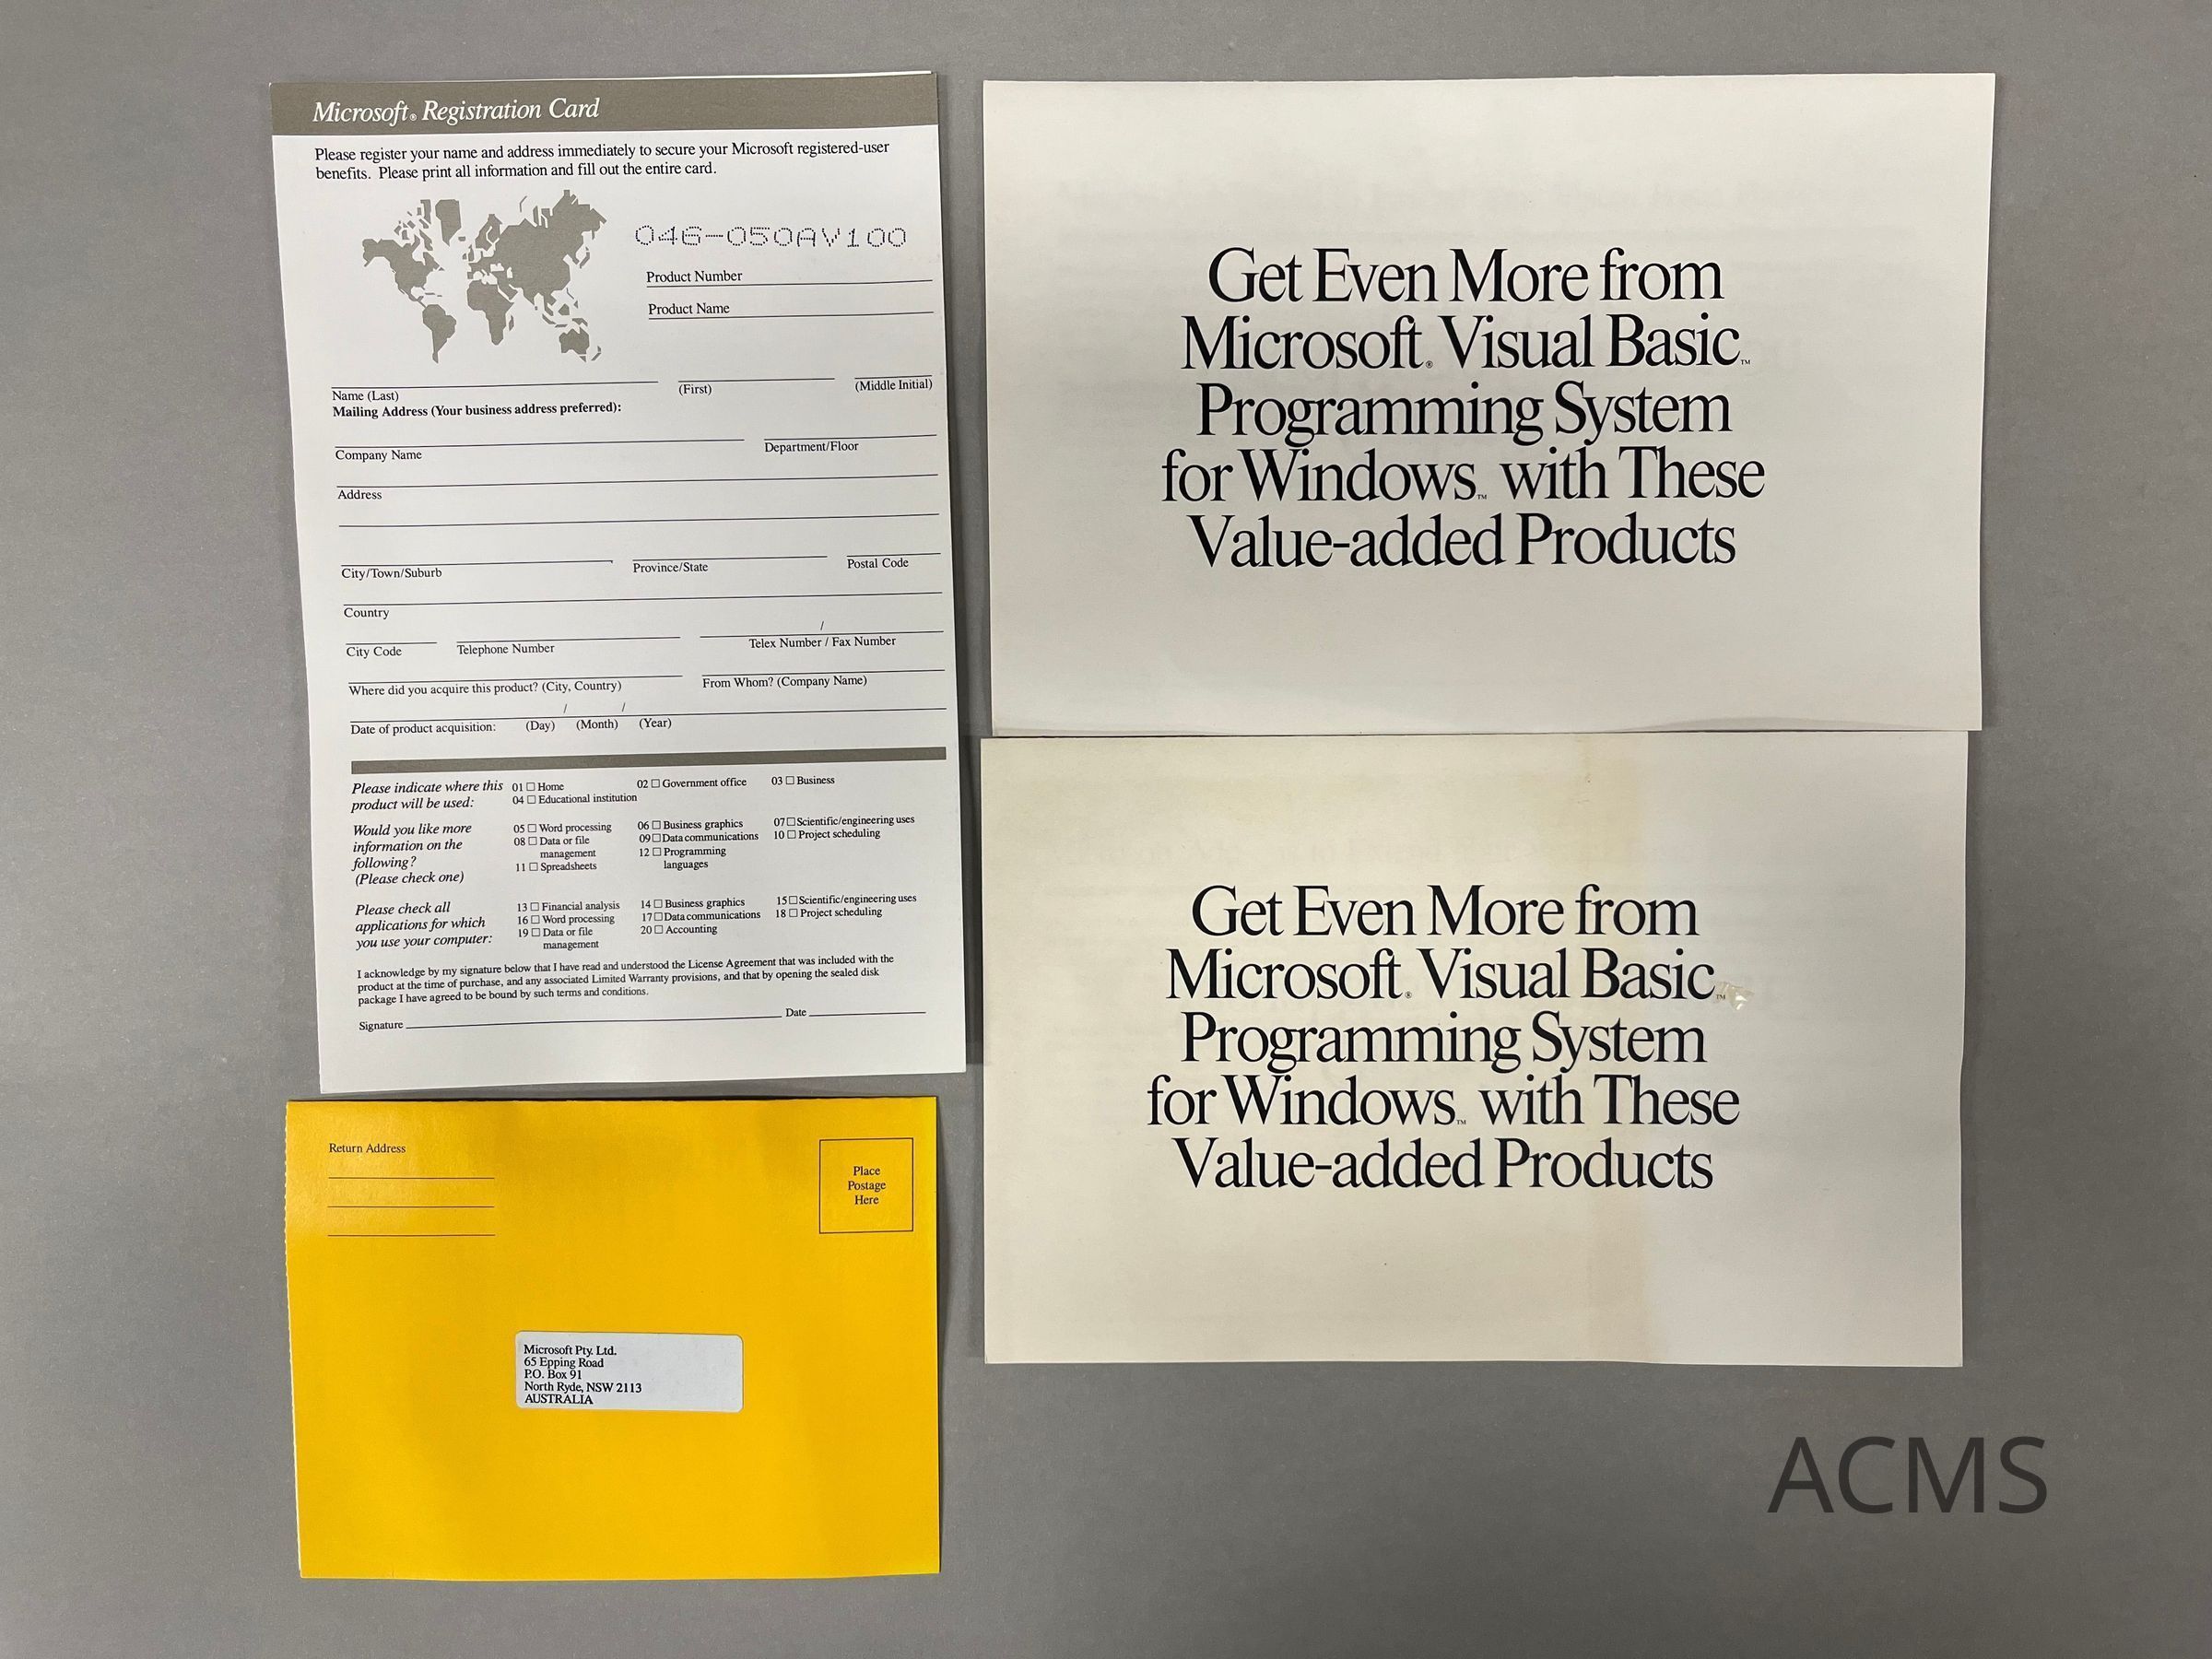 Microsoft® Registration Card
Please register your name and address immediately to secure your Microsoft registered-user
benefits. Please print all information and fill out the entire card.
046-050AV100
Product Number
Product Name
Name (Last) (First) (Middle Initial)
Mailing Address (Your business address preferred):
Company Name Department/Floor
Address
City/Town/Suburb Province/State Postal Code
Country
/
City Code Telephone Number Telex Number / Fax Number
Where did you acquire this product? (City, Country) From Whom? (Company Name)
/ /
Date of product acquisition: (Day) (Month) (Year)
Please indicate where this 01 ☐ Home 02 ☐ Government office 03 ☐ Business
product will be used: 04 ☐ Educational institution
Would you like more 05 ☐ Word processing 06 ☐ Business graphics 07 ☐ Scientific/engineering uses
information on the 08 ☐ Data or file 09 ☐ Data communications 10 ☐ Project scheduling
following? management 12 ☐ Programming
(Please check one) 11 ☐ Spreadsheets languages
Please check all 13 ☐ Financial analysis 14 ☐ Business graphics 15 ☐ Scientific/engineering uses
applications for which 16 ☐ Word processing 17 ☐ Data communications 18 ☐ Project scheduling
you use your computer: 19 ☐ Data or file 20 ☐ Accounting
management
I acknowledge by my signature below that I have read and understood the License Agreement that was included with the
product at the time of purchase, and any associated Limited Warranty provisions, and that by opening the sealed disk
package I have agreed to be bound by such terms and conditions.
Signature Date
Return Address
Place
Postage
Here
Microsoft Pty. Ltd.
65 Epping Road
P.O. Box 91
North Ryde, NSW 2113
AUSTRALIA
Get Even More from
Microsoft® Visual Basic™
Programming System
for Windows™ with These
Value-added Products
Get Even More from
Microsoft® Visual Basic™
Programming System
for Windows™ with These
Value-added Products
ACMS